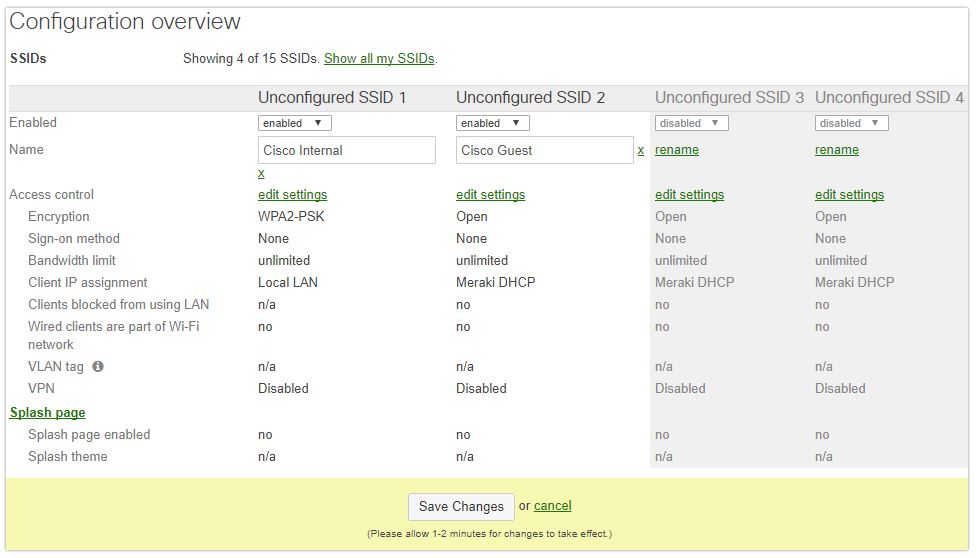 Configuration overview
SSIDs Showing 4 of 15 SSIDs. Show all my SSIDs.
Unconfigured SSID 1 Unconfigured SSID 2 Unconfigured SSID 3 Unconfigured SSID 4
Enabled enabled enabled disabled disabled
Name Cisco Internal Cisco Guest x rename rename
x
Access control edit settings edit settings edit settings edit settings
Encryption WPA2-PSK Open Open Open
Sign-on method None None None None
Bandwidth limit unlimited unlimited unlimited unlimited
Client IP assignment Local LAN Meraki DHCP Meraki DHCP Meraki DHCP
Clients blocked from using LAN n/a no no no
Wired clients are part of Wi-Fi no no no no
network
VLAN tag n/a n/a n/a n/a
VPN Disabled Disabled Disabled Disabled
Splash page
Splash page enabled no no no no
Splash theme n/a n/a n/a n/a
Save Changes or cancel
(Please allow 1-2 minutes for changes to take effect.)